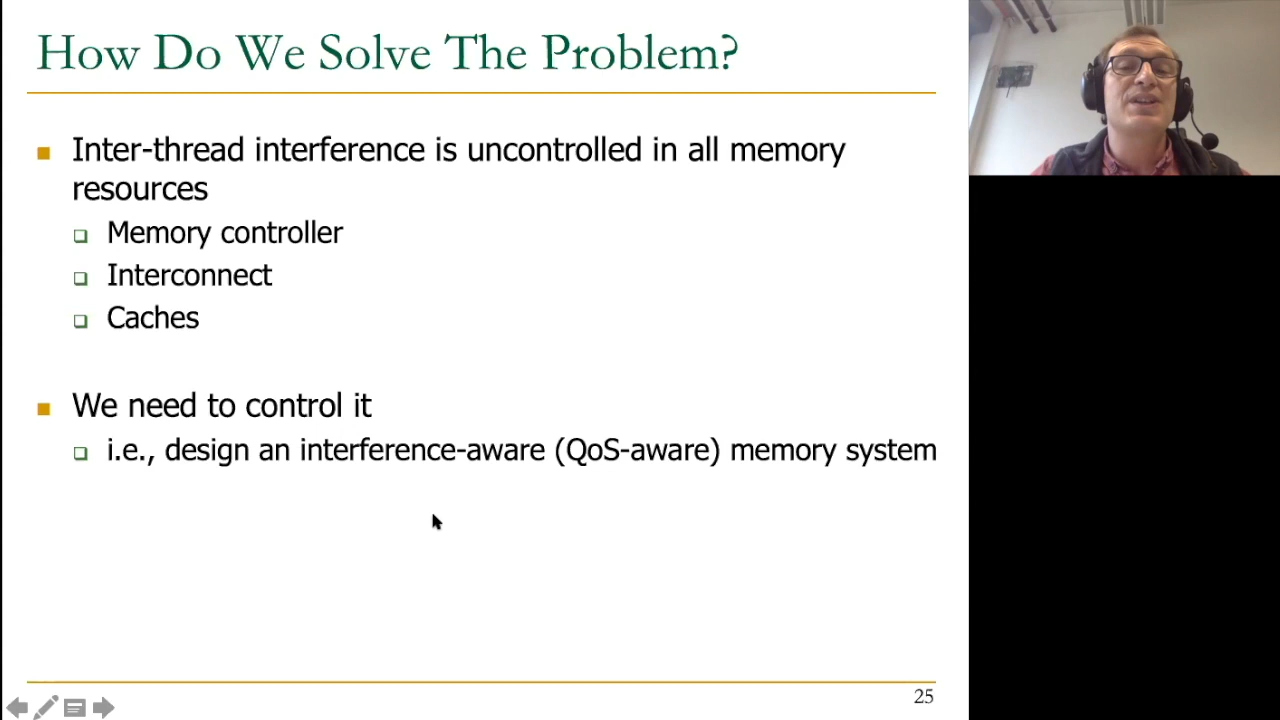 How Do We Solve The Problem?
Inter-thread interference is uncontrolled in all memory
resources
Memory controller
Interconnect
Caches
We need to control it
i.e., design an interference-aware (QoS-aware) memory system
25